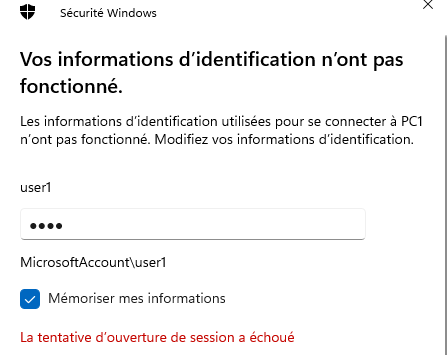 Sécurité Windows
Vos informations d’identification n’ont pas
fonctionné.
Les informations d’identification utilisées pour se connecter à PC1
n’ont pas fonctionné. Modifiez vos informations d’identification.
user1
••••
MicrosoftAccount\user1
Mémoriser mes informations
La tentative d’ouverture de session a échoué